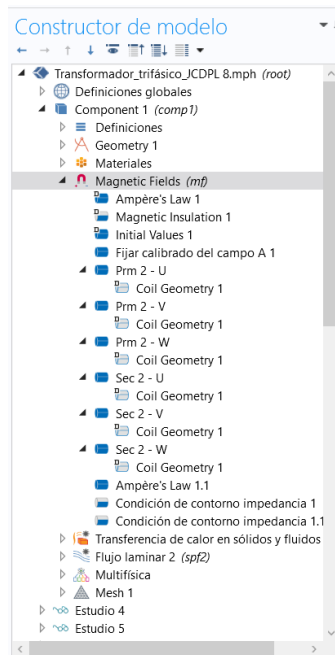 Constructor de modelo
Transformador_trifásico_JCDPL 8.mph (root)
Definiciones globales
Component 1 (comp1)
Definiciones
Geometry 1
Materiales
Magnetic Fields (mf)
Ampère's Law 1
Magnetic Insulation 1
Initial Values 1
Fijar calibrado del campo A 1
Prm 2 - U
Coil Geometry 1
Prm 2 - V
Coil Geometry 1
Prm 2 - W
Coil Geometry 1
Sec 2 - U
Coil Geometry 1
Sec 2 - V
Coil Geometry 1
Sec 2 - W
Coil Geometry 1
Ampère's Law 1.1
Condición de contorno impedancia 1
Condición de contorno impedancia 1.1
Transferencia de calor en sólidos y fluidos
Flujo laminar 2 (spf2)
Multifísica
Mesh 1
Estudio 4
Estudio 5